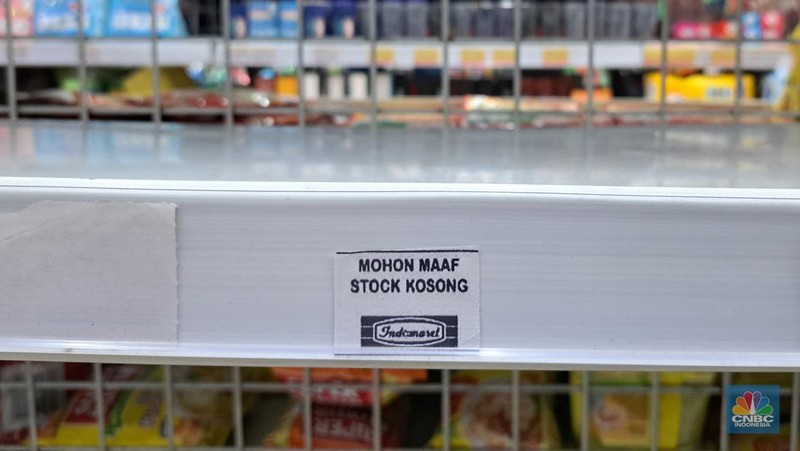 MOHON MAAF
STOCK KOSONG
Indomaret
CNBC
INDONESIA